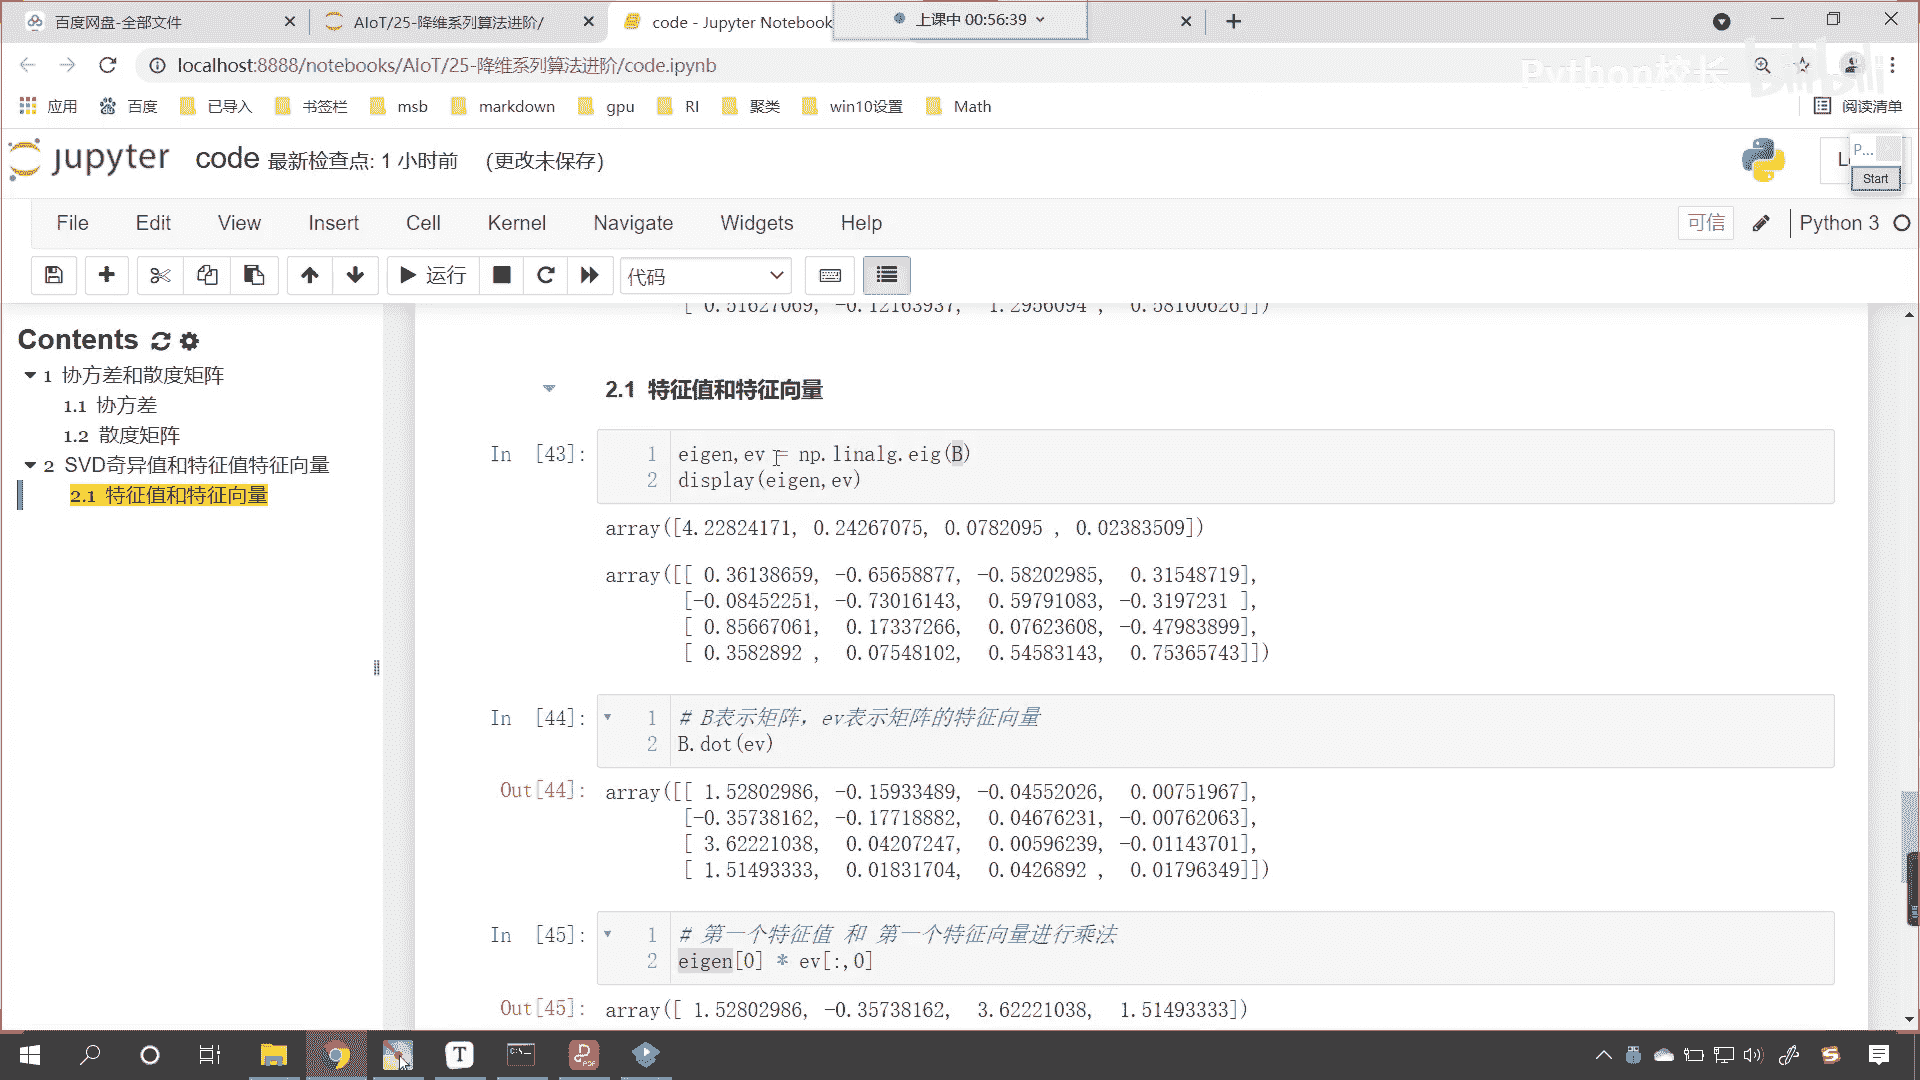 百度网盘-全部文件
AIoT/25-降维系列算法进阶/
code - Jupyter Notebook
上课中 00:56:39
localhost:8888/notebooks/AIoT/25-降维系列算法进阶/code.ipynb
Python校长
bilibili
应用 百度 已导入 书签栏 msb markdown gpu RI 聚类 win10设置 Math 阅读清单
jupyter code 最新检查点: 1 小时前 (更改未保存)
P...
Start
File Edit View Insert Cell Kernel Navigate Widgets Help 可信 Python 3
运行 代码
Contents
1 协方差和散度矩阵
1.1 协方差
1.2 散度矩阵
2 SVD奇异值和特征值特征向量
2.1 特征值和特征向量
[ 0.51627069, -0.12163937, 1.2956094 , 0.58100626]])
2.1 特征值和特征向量
In [43]:
1 eigen,ev = np.linalg.eig(B)
2 display(eigen,ev)
array([4.22824171, 0.24267075, 0.0782095 , 0.02383509])
array([[ 0.36138659, -0.65658877, -0.58202985, 0.31548719],
[-0.08452251, -0.73016143, 0.59791083, -0.3197231 ],
[ 0.85667061, 0.17337266, 0.07623608, -0.47983899],
[ 0.3582892 , 0.07548102, 0.54583143, 0.75365743]])
In [44]:
1 # B表示矩阵，ev表示矩阵的特征向量
2 B.dot(ev)
Out[44]: array([[ 1.52802986, -0.15933489, -0.04552026, 0.00751967],
[-0.35738162, -0.17718882, 0.04676231, -0.00762063],
[ 3.62221038, 0.04207247, 0.00596239, -0.01143701],
[ 1.51493333, 0.01831704, 0.0426892 , 0.01796349]])
In [45]:
1 # 第一个特征值 和 第一个特征向量进行乘法
2 eigen[0] * ev[:,0]
Out[45]: array([ 1.52802986, -0.35738162, 3.62221038, 1.51493333])